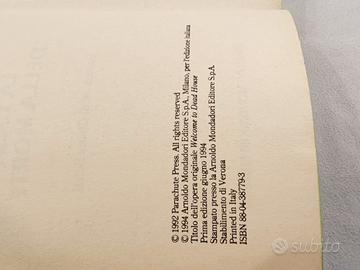 © 1992 Parachute Press. All rights reserved
© 1994 Arnoldo Mondadori Editore S.p.A., Milano, per l'edizione italiana
Titolo dell'opera originale Welcome to Dead House
Prima edizione giugno 1994
Stampato presso la Arnoldo Mondadori Editore S.p.A.
Stabilimento di Verona
Printed in Italy
ISBN 88-04-38779-3
subito